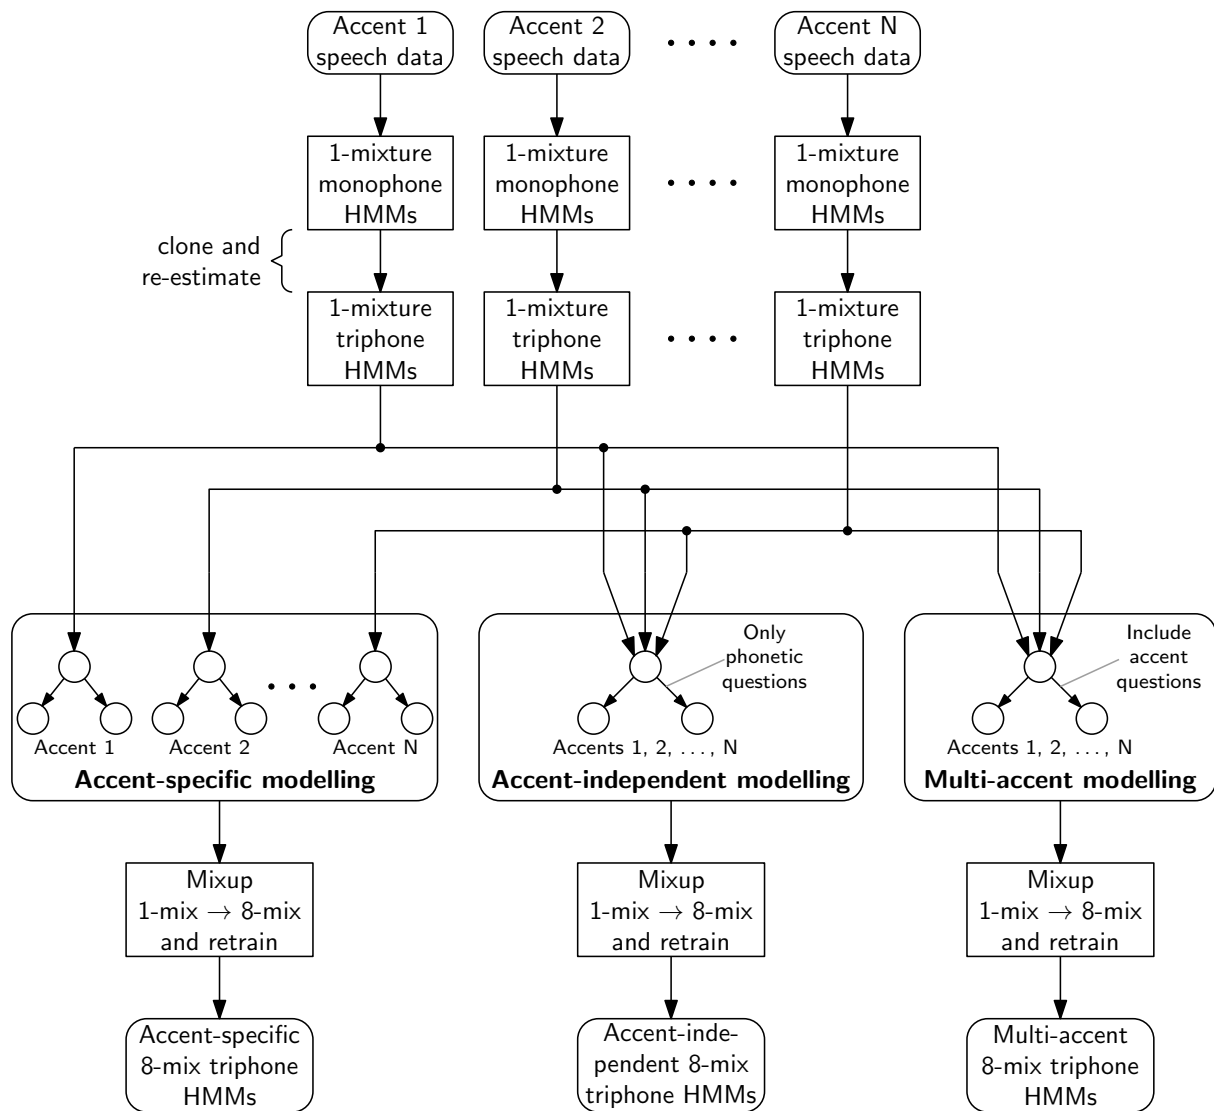 Accent 1
speech data
Accent 2
speech data
Accent N
speech data
1-mixture
monophone
HMMs
1-mixture
monophone
HMMs
1-mixture
monophone
HMMs
clone and
re-estimate
1-mixture
triphone
HMMs
1-mixture
triphone
HMMs
1-mixture
triphone
HMMs
Accent 1
Accent 2
Accent N
Accent-specific modelling
Only
phonetic
questions
Accents 1, 2, . . . , N
Accent-independent modelling
Include
accent
questions
Accents 1, 2, . . . , N
Multi-accent modelling
Mixup
1-mix → 8-mix
and retrain
Mixup
1-mix → 8-mix
and retrain
Mixup
1-mix → 8-mix
and retrain
Accent-specific
8-mix triphone
HMMs
Accent-inde-
pendent 8-mix
triphone HMMs
Multi-accent
8-mix triphone
HMMs